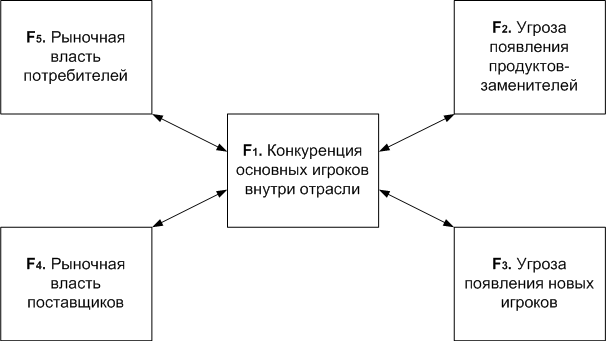 F5. Рыночная
власть
потребителей
F2. Угроза
появления
продуктов-
заменителей
F1. Конкуренция
основных игроков
внутри отрасли
F4. Рыночная
власть
поставщиков
F3. Угроза
появления новых
игроков